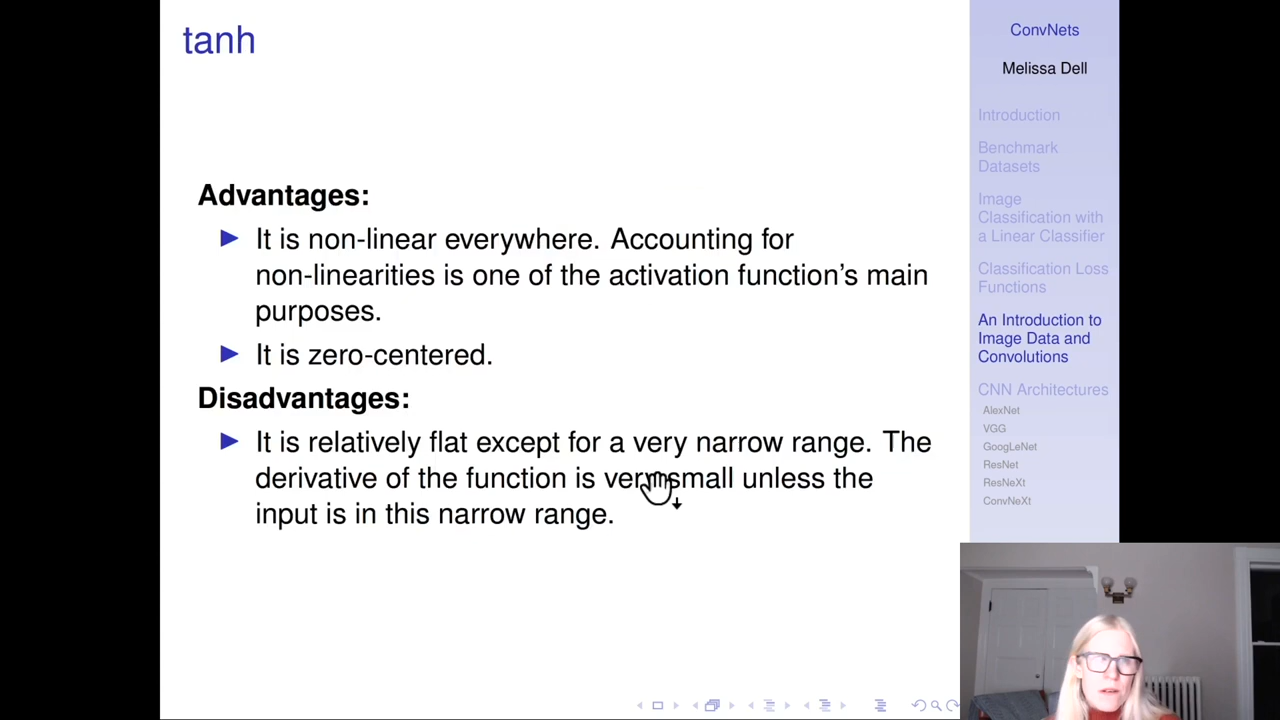 tanh
Advantages:
It is non-linear everywhere. Accounting for
non-linearities is one of the activation function's main
purposes.
It is zero-centered.
Disadvantages:
It is relatively flat except for a very narrow range. The
derivative of the function is very small unless the
input is in this narrow range.
ConvNets
Melissa Dell
Introduction
Benchmark
Datasets
Image
Classification with
a Linear Classifier
Classification Loss
Functions
An Introduction to
Image Data and
Convolutions
CNN Architectures
AlexNet
VGG
GoogLeNet
ResNet
ResNeXt
ConvNeXt